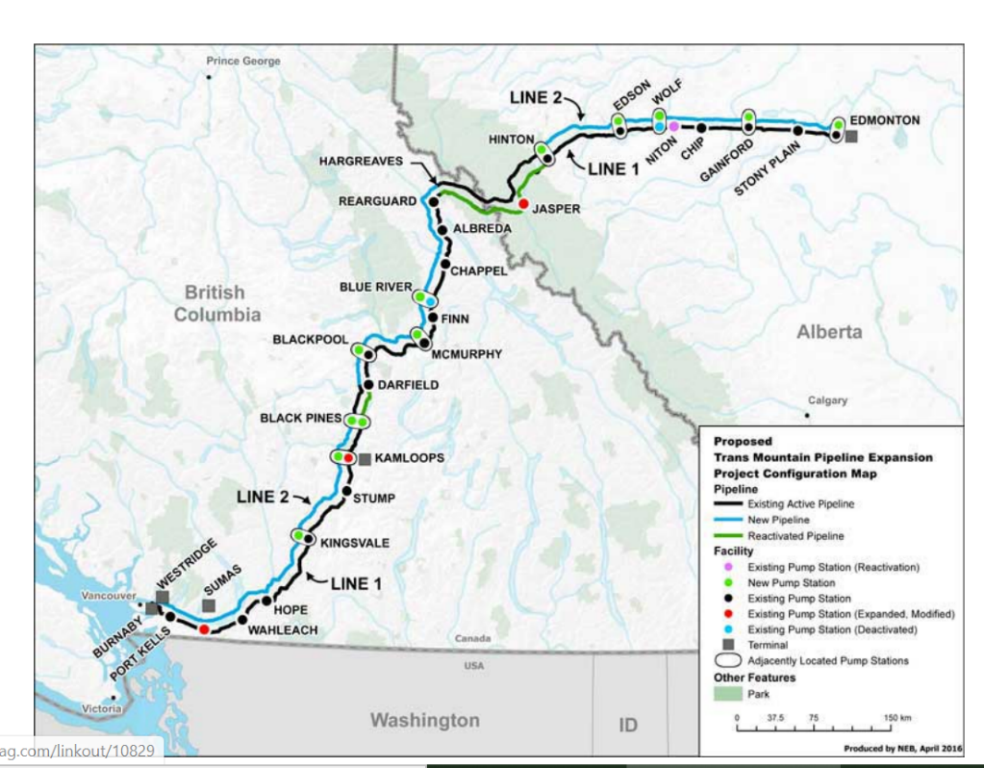 Prince George
LINE 2
EDSON
WOLF
EDMONTON
HINTON
NITON
CHIP
GAINFORD
STONY PLAIN
HARGREAVES
LINE 1
REARGUARD
JASPER
ALBREDA
CHAPPEL
BLUE RIVER
British
Columbia
FINN
Alberta
BLACKPOOL
MCMURPHY
DARFIELD
Calgary
BLACK PINES
KAMLOOPS
LINE 2
STUMP
KINGSVALE
WESTRIDGE
SUMAS
LINE 1
Vancouver
HOPE
BURNABY
PORT KELLS
WAHLEACH
Canada
USA
Victoria
Washington
ID
Proposed
Trans Mountain Pipeline Expansion
Project Configuration Map
Pipeline
Existing Active Pipeline
New Pipeline
Reactivated Pipeline
Facility
Existing Pump Station (Reactivation)
New Pump Station
Existing Pump Station
Existing Pump Station (Expanded, Modified)
Existing Pump Station (Deactivated)
Terminal
Adjacently Located Pump Stations
Other Features
Park
0 37.5 75 150 km
Produced by NEB, April 2016
ag.com/linkout/10829